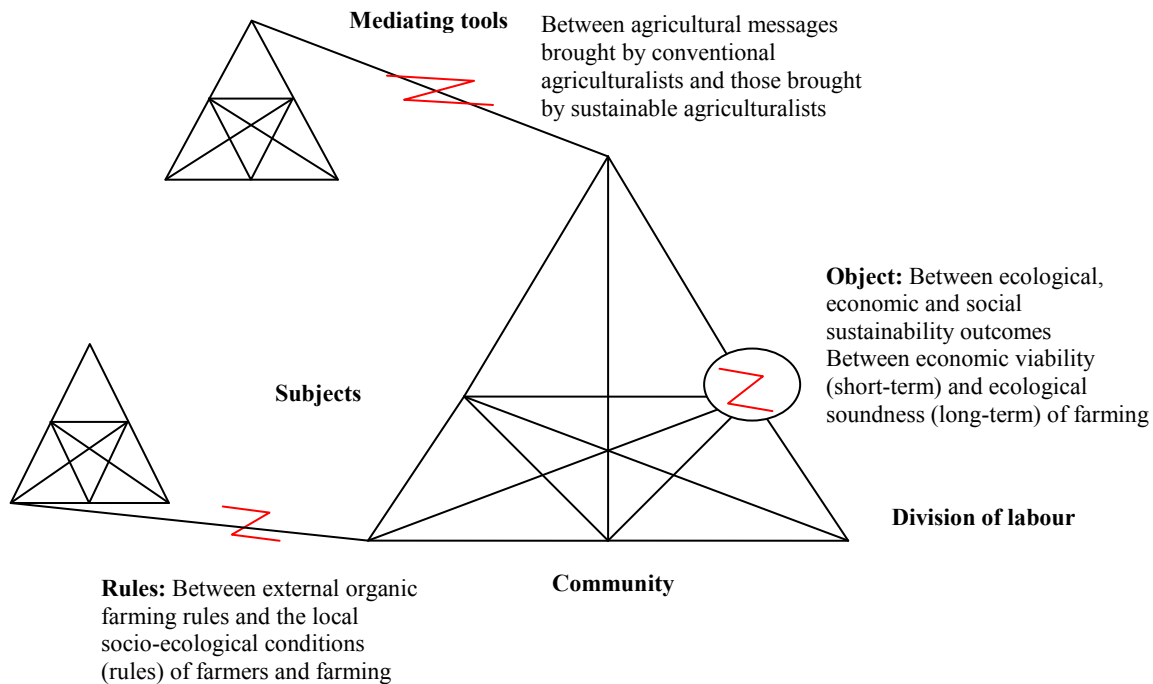 Mediating tools
Between agricultural messages
brought by conventional
agriculturalists and those brought
by sustainable agriculturalists
Object: Between ecological,
economic and social
sustainability outcomes
Between economic viability
(short-term) and ecological
soundness (long-term) of farming
Subjects
Division of labour
Community
Rules: Between external organic
farming rules and the local
socio-ecological conditions
(rules) of farmers and farming